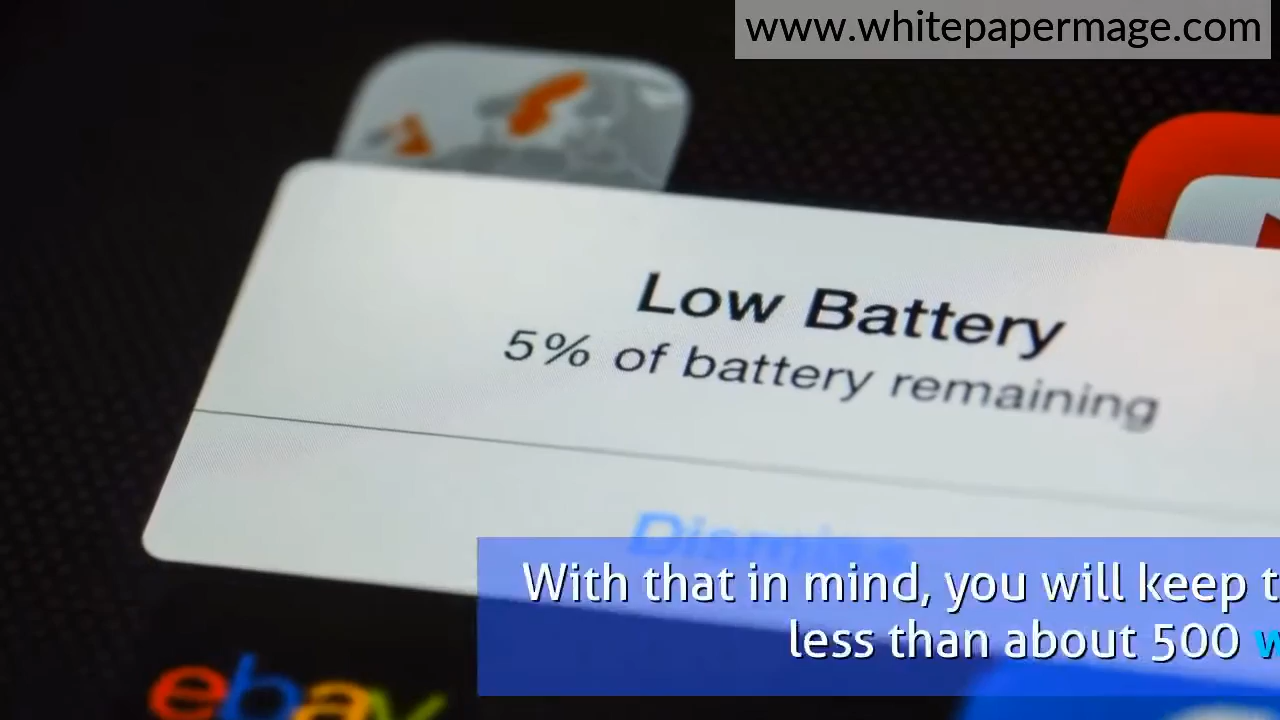 www.whitepapermage.com
Low Battery
5% of battery remaining
Dismiss
With that in mind, you will keep
less than about 500
ebay